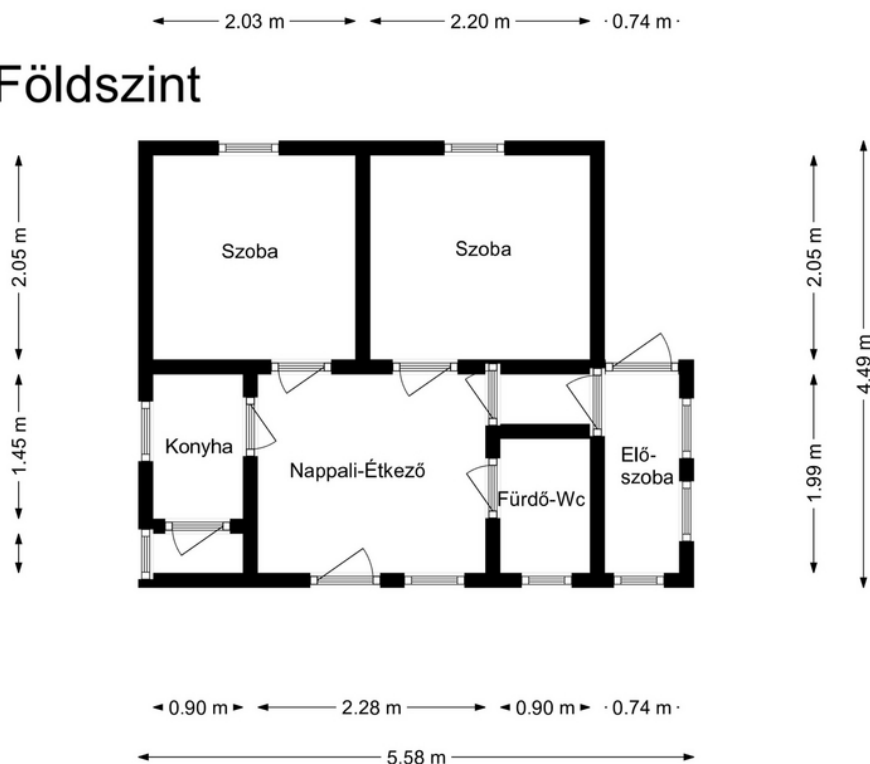 2.03 m
2.20 m
0.74 m
Földszint
2.05 m
2.05 m
4.49 m
Szoba
Szoba
1.45 m
1.99 m
Konyha
Nappali-Étkező
Fürdő-Wc
Elő-
szoba
0.90 m
2.28 m
0.90 m
0.74 m
5.58 m